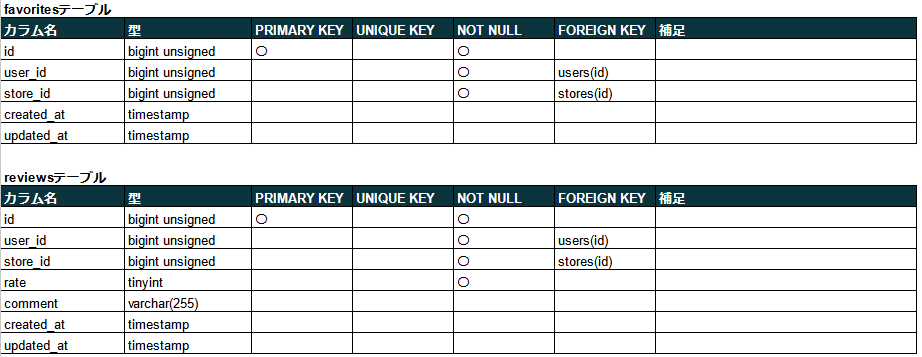 favoritesテーブル
カラム名 型 PRIMARY KEY UNIQUE KEY NOT NULL FOREIGN KEY 補足
id bigint unsigned 〇 〇
user_id bigint unsigned 〇 users(id)
store_id bigint unsigned 〇 stores(id)
created_at timestamp
updated_at timestamp
reviewsテーブル
カラム名 型 PRIMARY KEY UNIQUE KEY NOT NULL FOREIGN KEY 補足
id bigint unsigned 〇 〇
user_id bigint unsigned 〇 users(id)
store_id bigint unsigned 〇 stores(id)
rate tinyint 〇
comment varchar(255)
created_at timestamp
updated_at timestamp